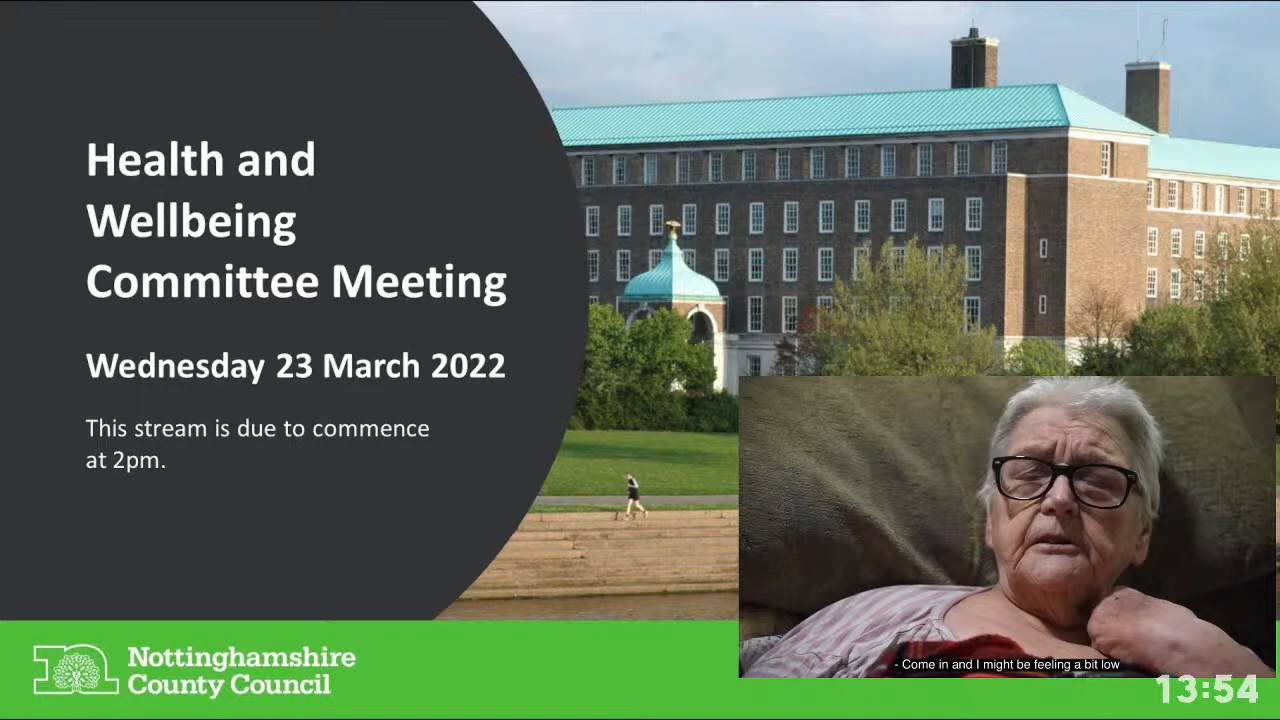 Health and
Wellbeing
Committee Meeting
Wednesday 23 March 2022
This stream is due to commence
at 2pm.
- Come in and I might be feeling a bit low
Nottinghamshire
County Council
13:54